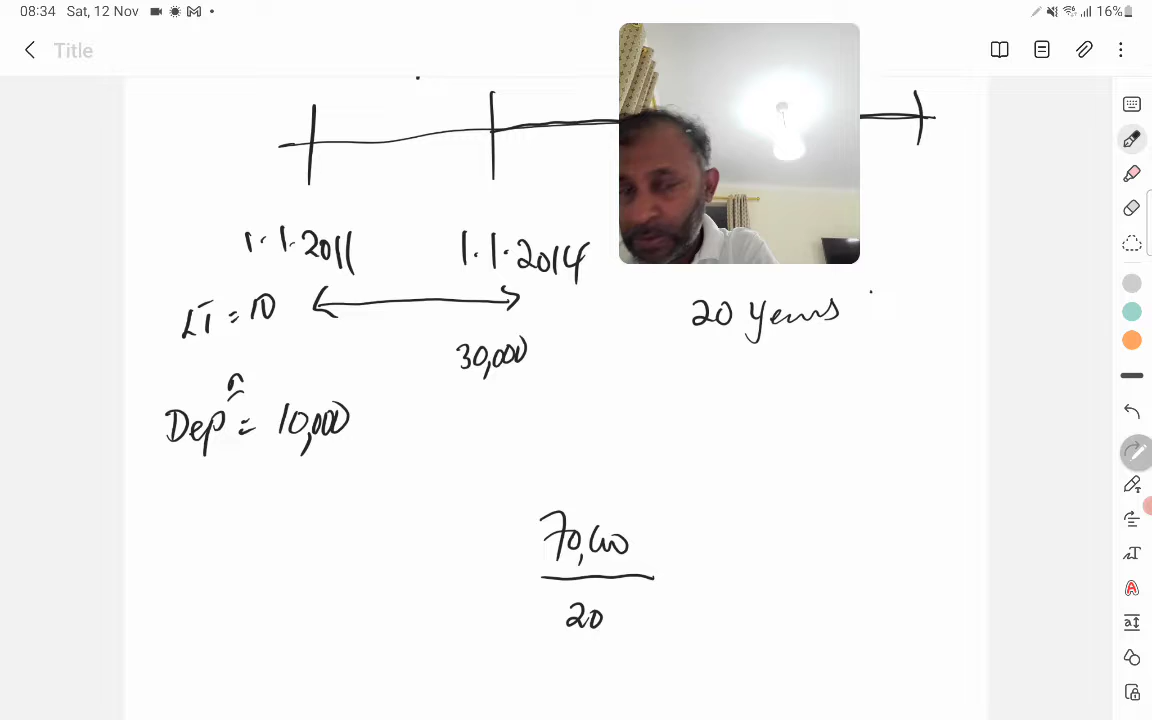 08:34 Sat, 12 Nov
16%
Title
1.1.2011
1.1.2014
LT = 10
20 years
30,000
Depn = 10,000
70,000
20